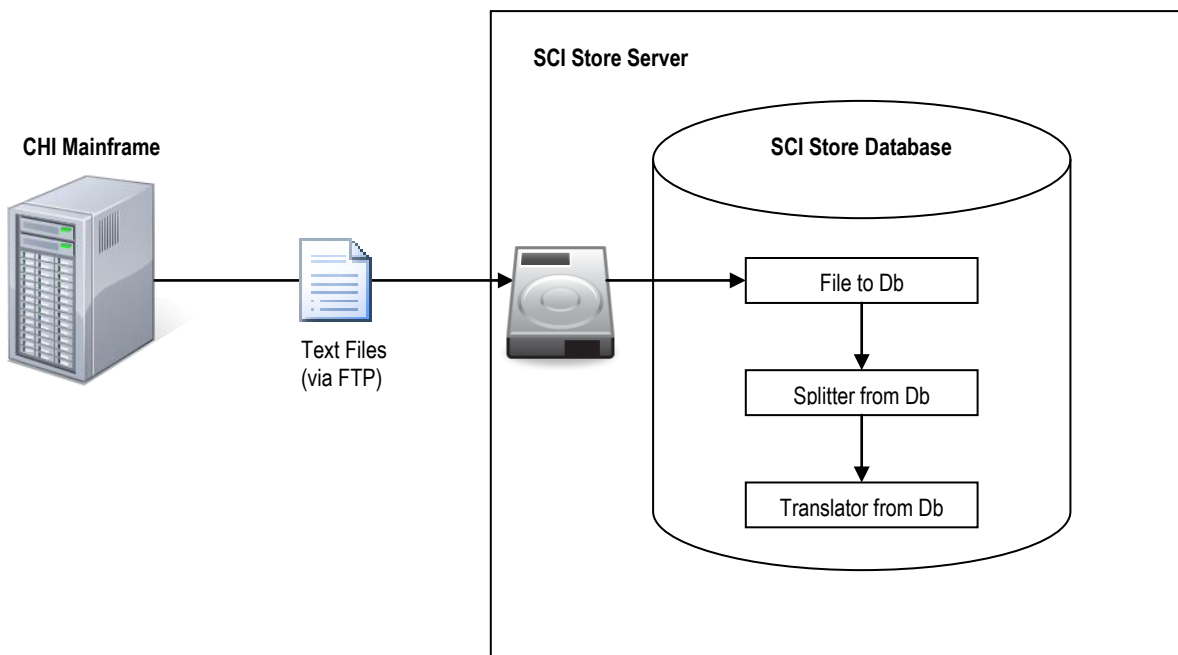 SCI Store Server
CHI Mainframe
SCI Store Database
Text Files
(via FTP)
File to Db
Splitter from Db
Translator from Db